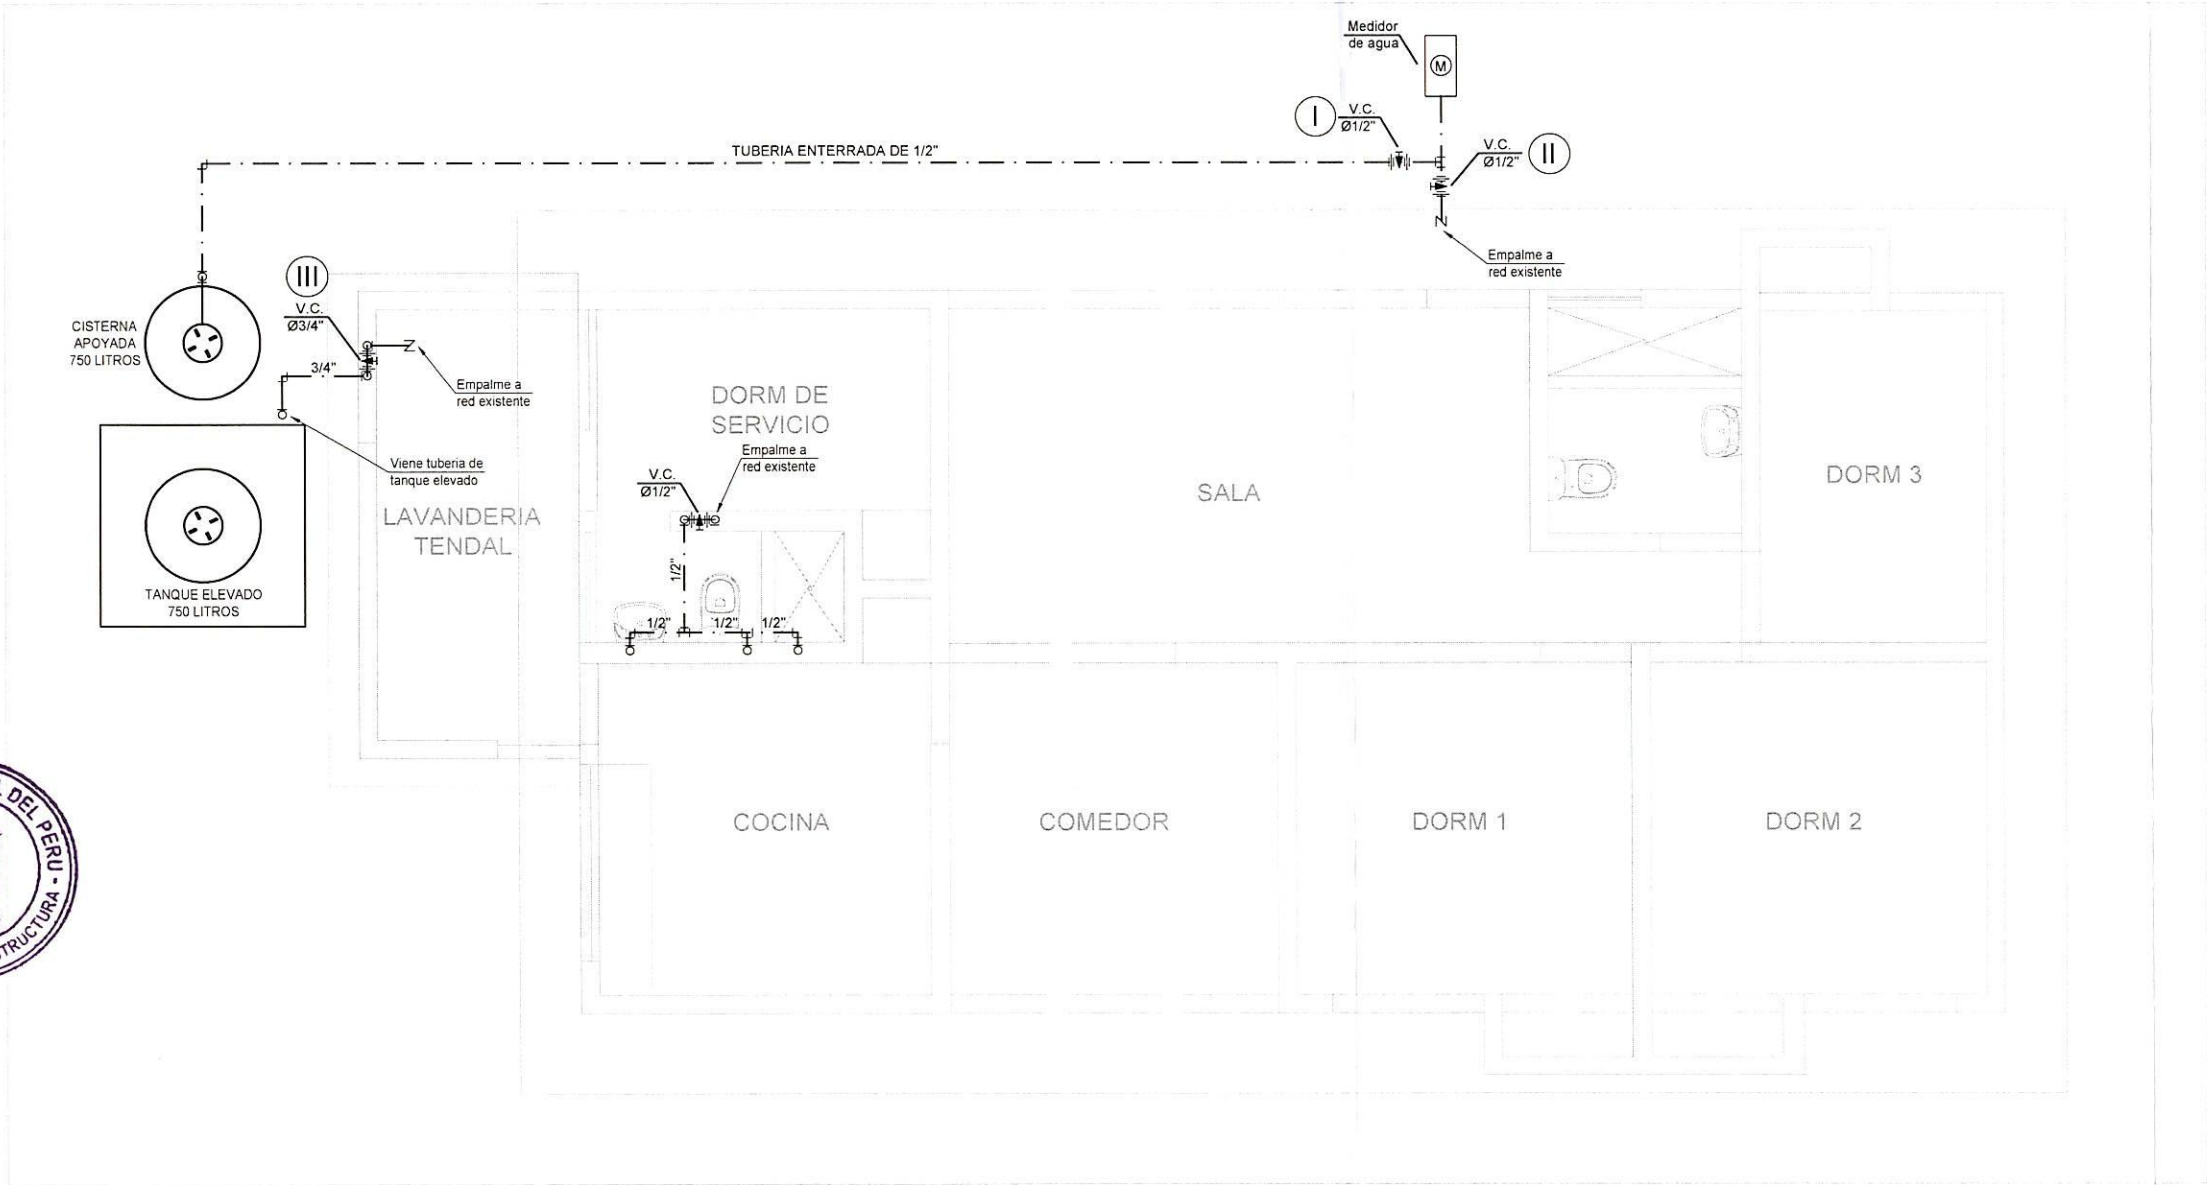 Medidor
de agua
M
I
V.C.
Ø1/2"
V.C.
Ø1/2"
II
TUBERIA ENTERRADA DE 1/2"
Empalme a
red existente
III
V.C.
Ø3/4"
CISTERNA
APOYADA
750 LITROS
3/4"
Empalme a
red existente
DORM DE
SERVICIO
Empalme a
red existente
V.C.
Ø1/2"
Viene tuberia de
tanque elevado
LAVANDERIA
TENDAL
SALA
DORM 3
1/2"
TANQUE ELEVADO
750 LITROS
1/2"
1/2"
1/2"
COCINA
COMEDOR
DORM 1
DORM 2
DEL PERU -